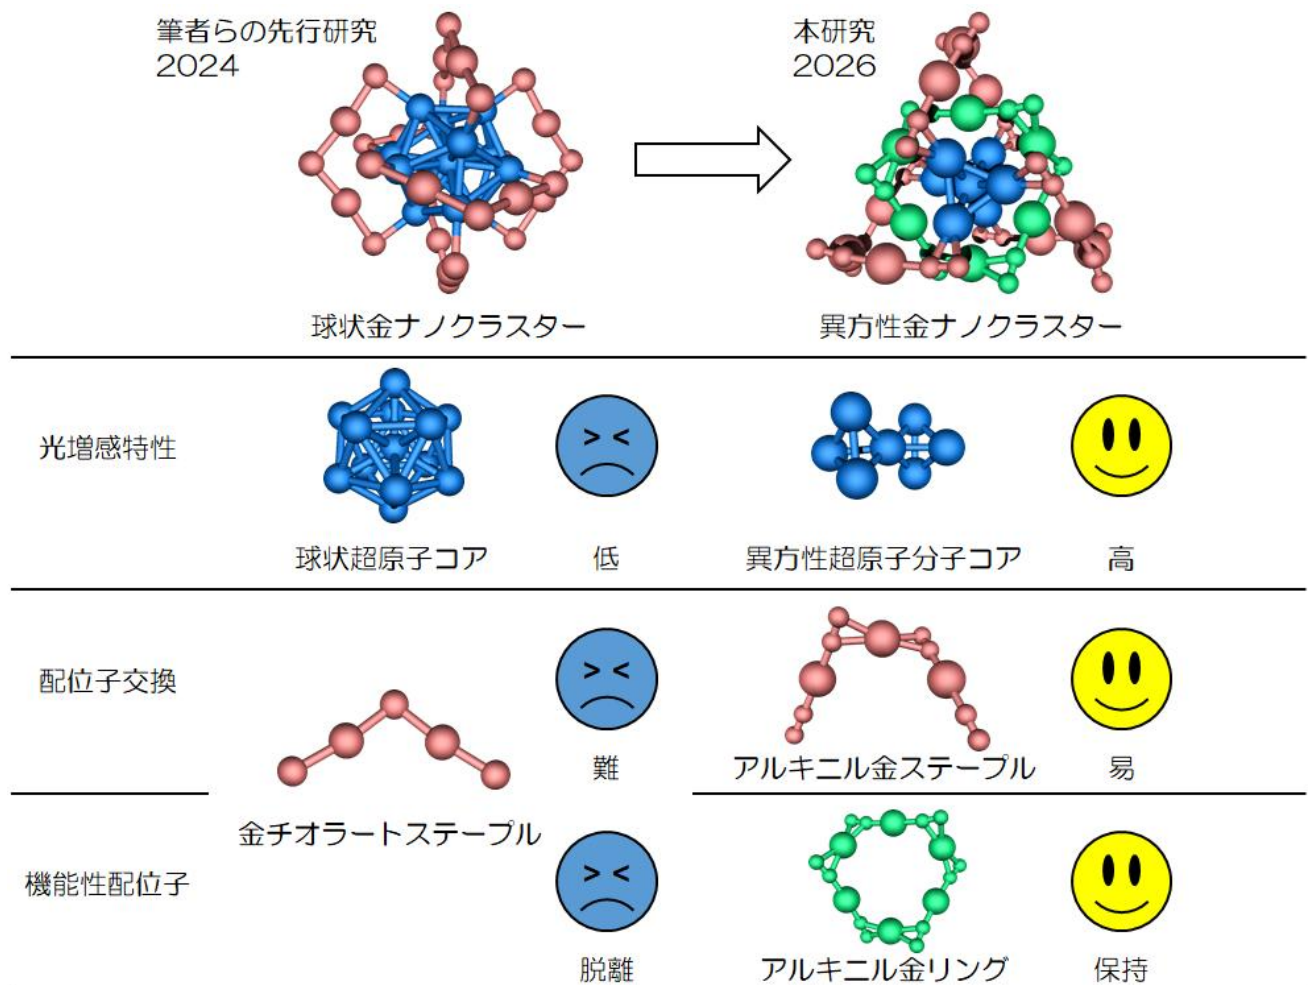 筆者らの先行研究
2024
本研究
2026
球状金ナノクラスター
異方性金ナノクラスター
光増感特性
球状超原子コア
低
異方性超原子分子コア
高
配位子交換
難
アルキニル金ステープル
易
金チオラートステープル
機能性配位子
脱離
アルキニル金リング
保持